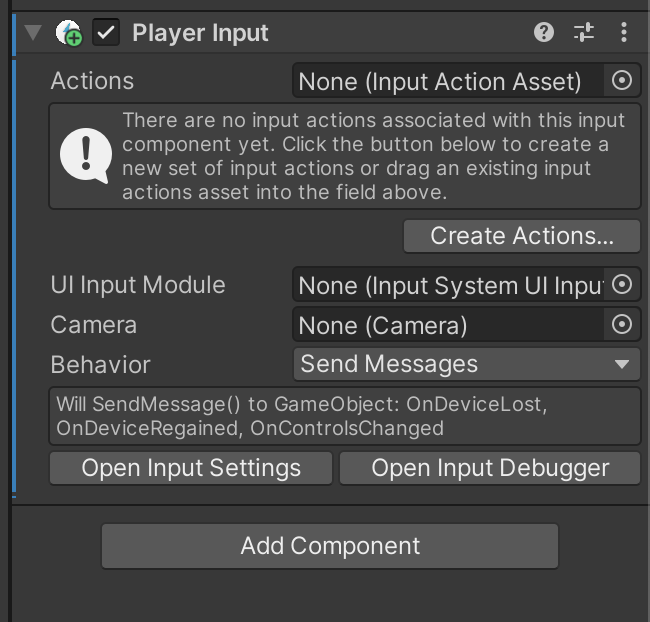 Player Input
Actions None (Input Action Asset)
There are no input actions associated with this input
component yet. Click the button below to create a
new set of input actions or drag an existing input
actions asset into the field above.
Create Actions...
UI Input Module None (Input System UI Inpu
Camera None (Camera)
Behavior Send Messages
Will SendMessage() to GameObject: OnDeviceLost,
OnDeviceRegained, OnControlsChanged
Open Input Settings Open Input Debugger
Add Component